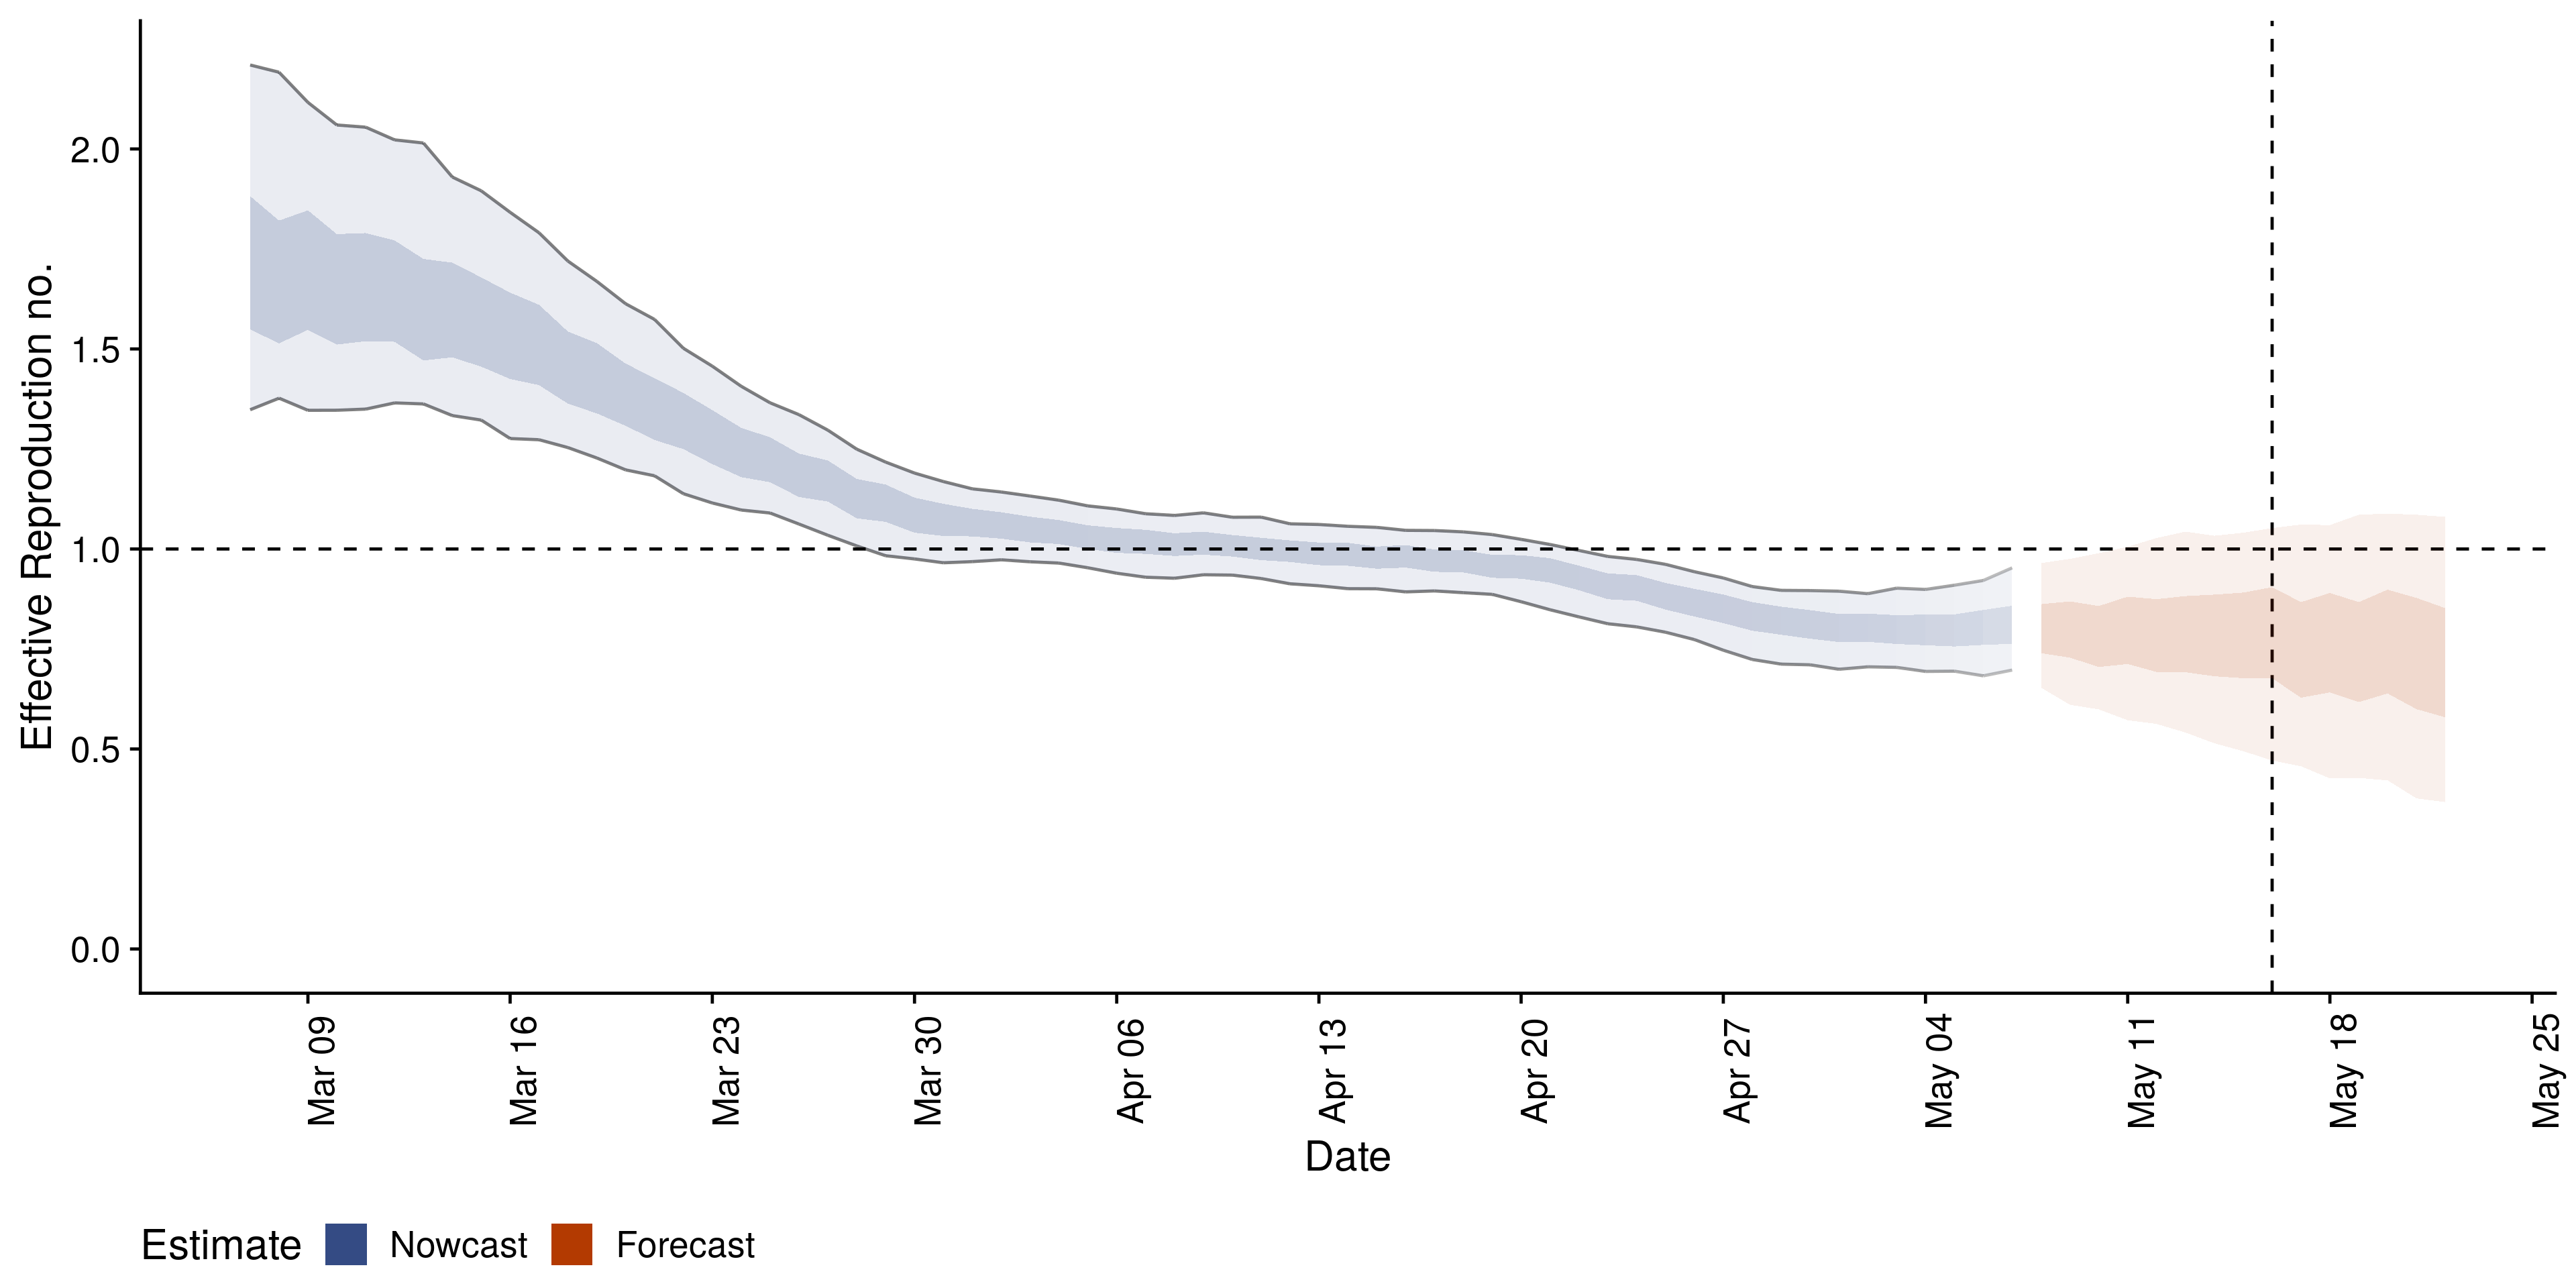 Effective Reproduction no.
2.0
1.5
1.0
0.5
0.0
Mar 09
Mar 16
Mar 23
Mar 30
Apr 06
Apr 13
Apr 20
Apr 27
May 04
May 11
May 18
May 25
Date
Estimate Nowcast Forecast